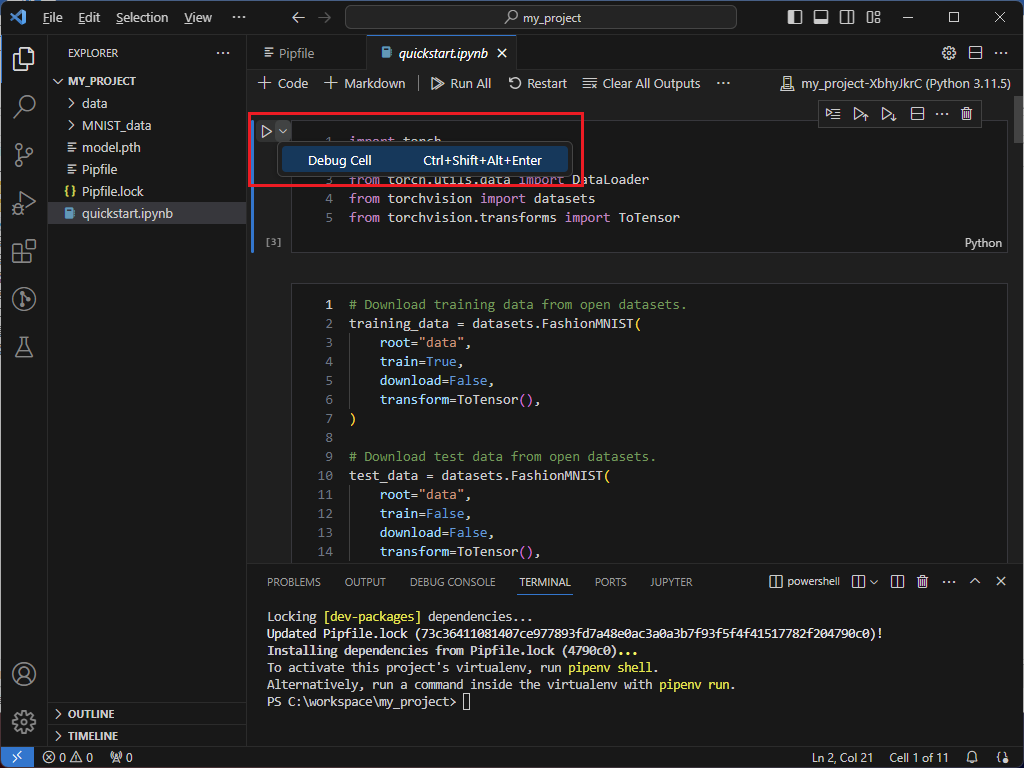 File Edit Selection View ··· my_project
EXPLORER ···
MY_PROJECT
data
MNIST_data
model.pth
Pipfile
Pipfile.lock
quickstart.ipynb
OUTLINE
TIMELINE
Pipfile quickstart.ipynb
Code Markdown Run All Restart Clear All Outputs ··· my_project-XbhyJkrC (Python 3.11.5)
1 import torch
Debug Cell Ctrl+Shift+Alt+Enter
3 from torch.utils.data import DataLoader
4 from torchvision import datasets
5 from torchvision.transforms import ToTensor
[3] Python
1 # Download training data from open datasets.
2 training_data = datasets.FashionMNIST(
3 root="data",
4 train=True,
5 download=False,
6 transform=ToTensor(),
7 )
8
9 # Download test data from open datasets.
10 test_data = datasets.FashionMNIST(
11 root="data",
12 train=False,
13 download=False,
14 transform=ToTensor(),
PROBLEMS OUTPUT DEBUG CONSOLE TERMINAL PORTS JUPYTER powershell
Locking [dev-packages] dependencies...
Updated Pipfile.lock (73c36411081407ce977893fd7a48e0ac3a0a3b7f93f5f4f41517782f204790c0)!
Installing dependencies from Pipfile.lock (4790c0)...
To activate this project's virtualenv, run pipenv shell.
Alternatively, run a command inside the virtualenv with pipenv run.
PS C:\workspace\my_project>
0 0 0 Ln 2, Col 21 Cell 1 of 11